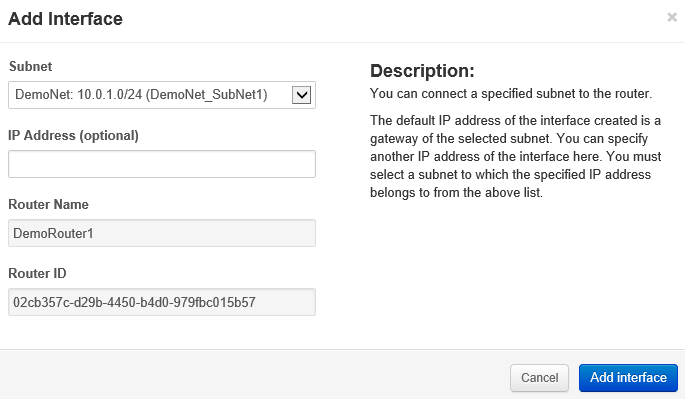 Add Interface
×
Subnet
DemoNet: 10.0.1.0/24 (DemoNet_SubNet1)
IP Address (optional)
Router Name
DemoRouter1
Router ID
02cb357c-d29b-4450-b4d0-979fbc015b57
Description:
You can connect a specified subnet to the router.
The default IP address of the interface created is a
gateway of the selected subnet. You can specify
another IP address of the interface here. You must
select a subnet to which the specified IP address
belongs to from the above list.
Cancel
Add interface